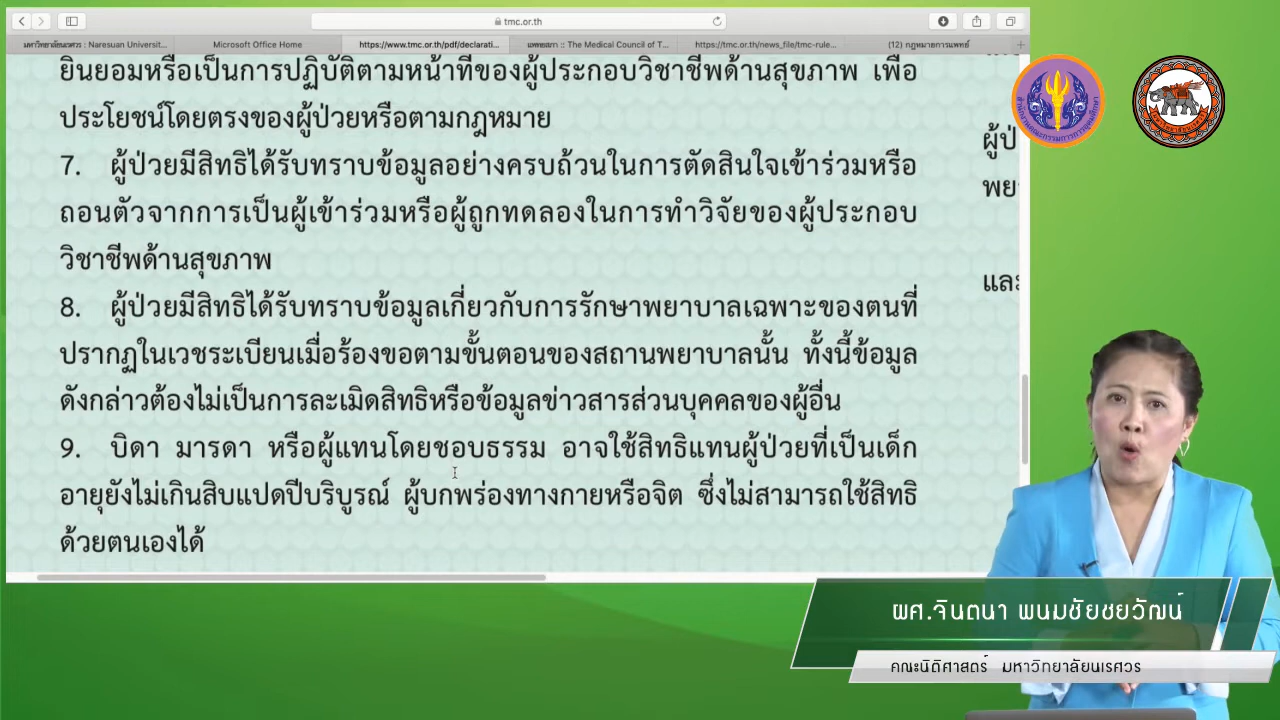 tmc.or.th
มหาวิทยาลัยนเรศวร : Naresuan Universit...
Microsoft Office Home
https://www.tmc.or.th/pdf/declarati...
แพทยสภา :: The Medical Council of T...
https://tmc.or.th/news_file/tmc-rule...
(12) กฎหมายการแพทย์
ยินยอมหรือเป็นการปฏิบัติตามหน้าที่ของผู้ประกอบวิชาชีพด้านสุขภาพ เพื่อ
ประโยชน์โดยตรงของผู้ป่วยหรือตามกฎหมาย
7. ผู้ป่วยมีสิทธิได้รับทราบข้อมูลอย่างครบถ้วนในการตัดสินใจเข้าร่วมหรือ
ถอนตัวจากการเป็นผู้เข้าร่วมหรือผู้ถูกทดลองในการทำวิจัยของผู้ประกอบ
วิชาชีพด้านสุขภาพ
8. ผู้ป่วยมีสิทธิได้รับทราบข้อมูลเกี่ยวกับการรักษาพยาบาลเฉพาะของตนที่
ปรากฏในเวชระเบียนเมื่อร้องขอตามขั้นตอนของสถานพยาบาลนั้น ทั้งนี้ข้อมูล
ดังกล่าวต้องไม่เป็นการละเมิดสิทธิหรือข้อมูลข่าวสารส่วนบุคคลของผู้อื่น
9. บิดา มารดา หรือผู้แทนโดยชอบธรรม อาจใช้สิทธิแทนผู้ป่วยที่เป็นเด็ก
อายุยังไม่เกินสิบแปดปีบริบูรณ์ ผู้บกพร่องทางกายหรือจิต ซึ่งไม่สามารถใช้สิทธิ
ด้วยตนเองได้
ผู้ป
พย
และ
ผศ.จินตนา พนมชัยชยวัฒน์
คณะนิติศาสตร์ มหาวิทยาลัยนเรศวร